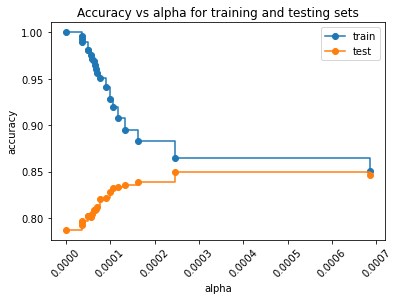 Accuracy vs alpha for training and testing sets
train
test
accuracy
1.00
0.95
0.90
0.85
0.80
0.0000
0.0001
0.0002
0.0003
0.0004
0.0005
0.0006
0.0007
alpha